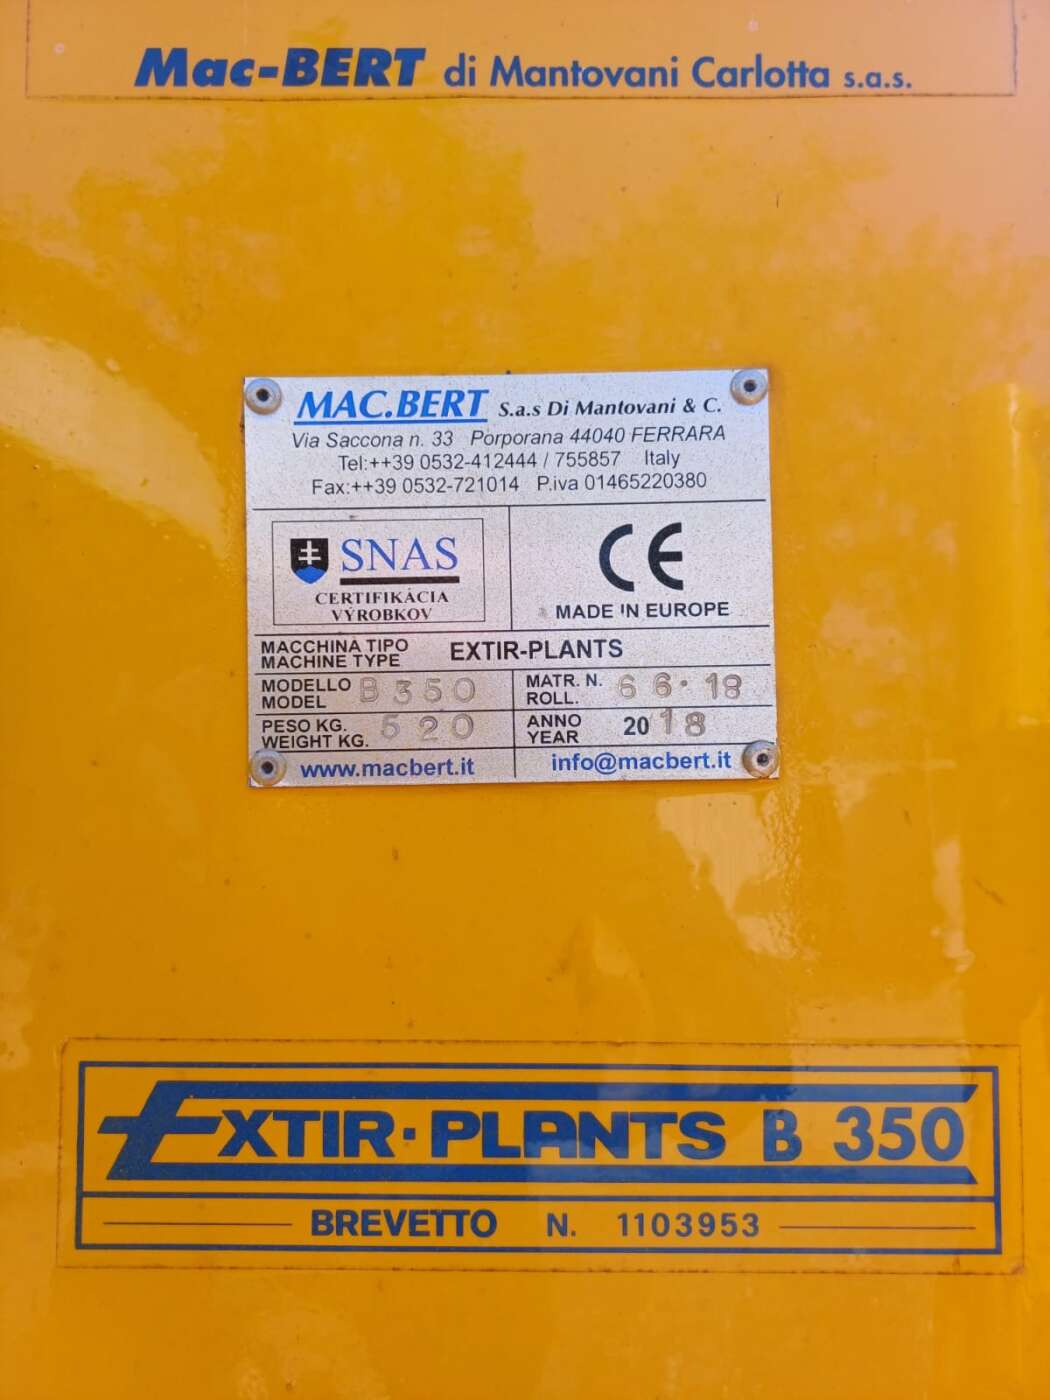 Mac-BERT di Mantovani Carlotta s.a.s.
MAC.BERT S.a.s Di Mantovani & C.
Via Saccona n. 33 Porporana 44040 FERRARA
Tel:++39 0532-412444 / 755857 Italy
Fax:++39 0532-721014 P.iva 01465220380
SNAS
CERTIFIKÁCIA
VÝROBKOV
CE
MADE IN EUROPE
MACCHINA TIPO
MACHINE TYPE
EXTIR-PLANTS
MODELLO
MODEL
B 350
MATR. N.
ROLL.
66·18
PESO KG.
WEIGHT KG.
520
ANNO
YEAR
2018
www.macbert.it
info@macbert.it
EXTIR·PLANTS B 350
BREVETTO N. 1103953